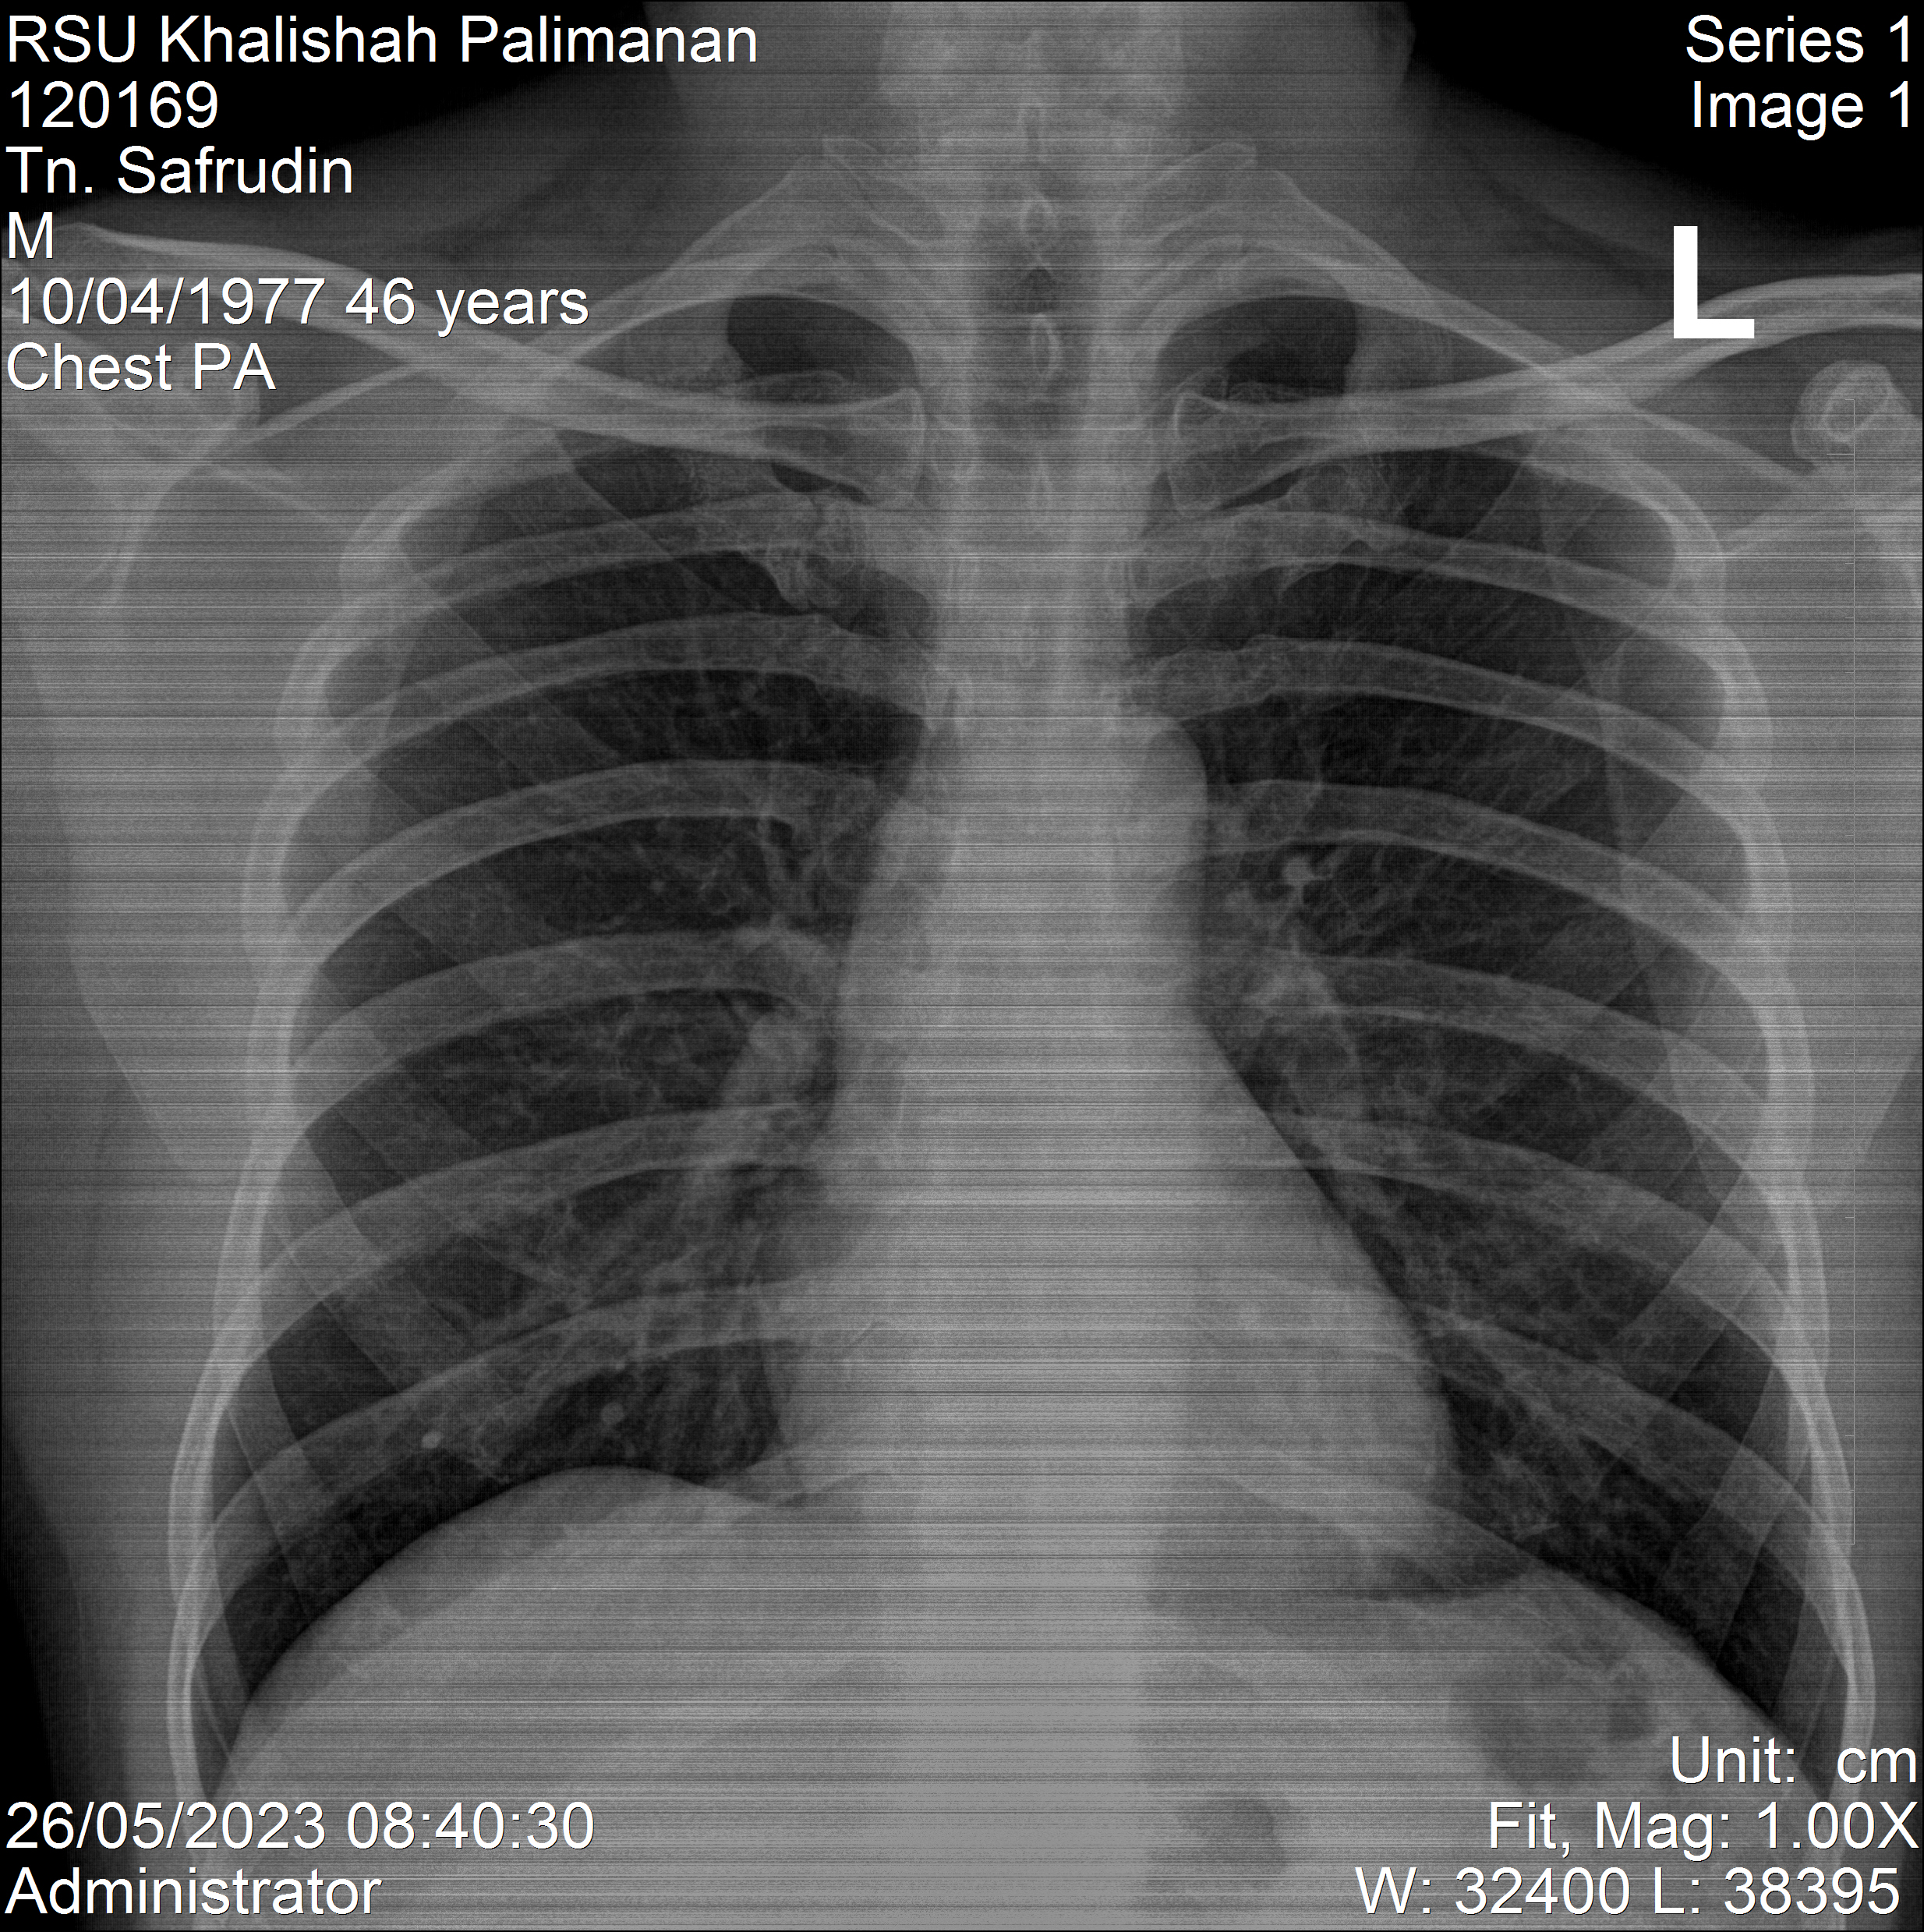 RSU Khalishah Palimanan
120169
Tn. Safrudin
M
10/04/1977 46 years
Chest PA
Series 1
Image 1
L
26/05/2023 08:40:30
Administrator
Unit: cm
Fit, Mag: 1.00X
W: 32400 L: 38395